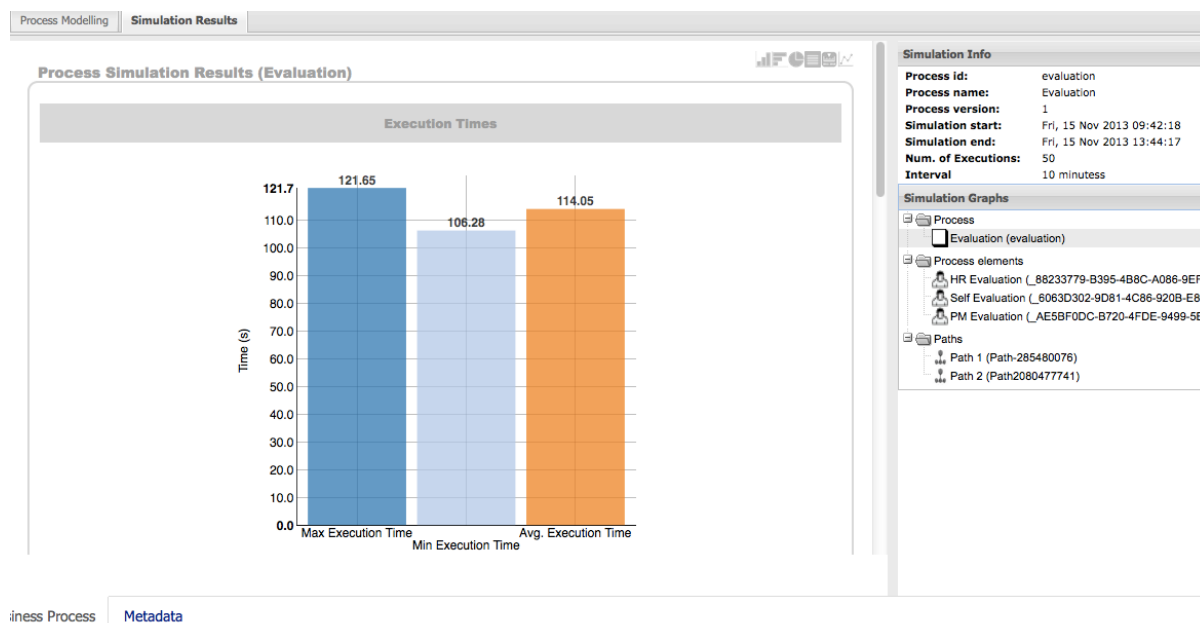 Process Modelling
Simulation Results
Process Simulation Results (Evaluation)
Execution Times
121.65
106.28
114.05
121.7
110.0
100.0
90.0
80.0
70.0
60.0
50.0
40.0
30.0
20.0
10.0
0.0
Time (s)
Max Execution Time
Min Execution Time
Avg. Execution Time
Simulation Info
Process id: evaluation
Process name: Evaluation
Process version: 1
Simulation start: Fri, 15 Nov 2013 09:42:18
Simulation end: Fri, 15 Nov 2013 13:44:17
Num. of Executions: 50
Interval 10 minutess
Simulation Graphs
Process
Evaluation (evaluation)
Process elements
HR Evaluation (_88233779-B395-4B8C-A086-9EF
Self Evaluation (_6063D302-9D81-4C86-920B-E8
PM Evaluation (_AE5BF0DC-B720-4FDE-9499-5E
Paths
Path 1 (Path-285480076)
Path 2 (Path2080477741)
siness Process
Metadata